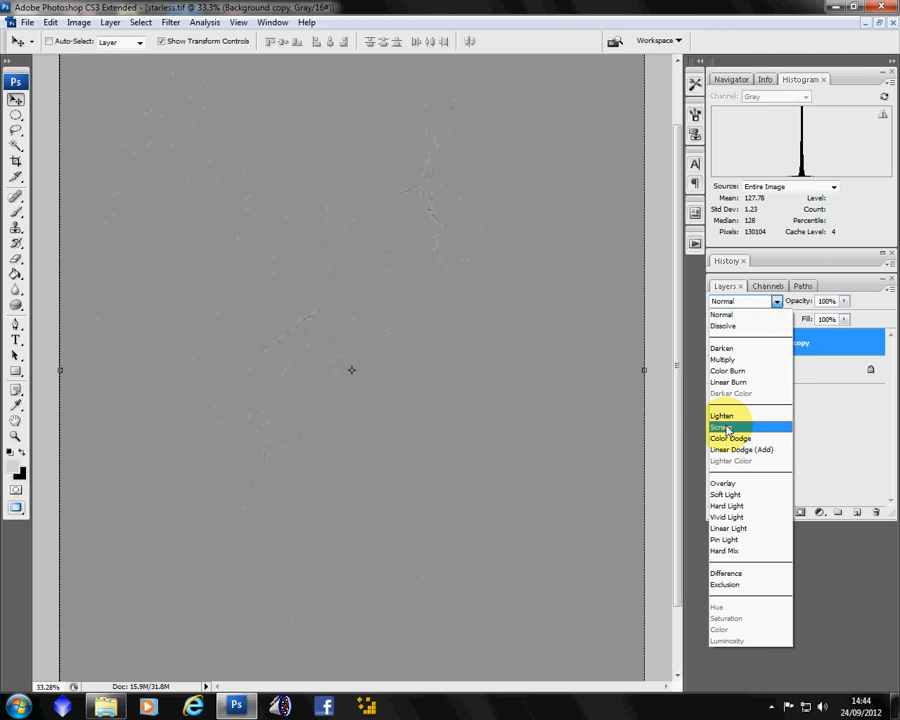 Adobe Photoshop CS3 Extended - [starless.tif @ 33.3% (Background copy, Gray/16#)]
File Edit Image Layer Select Filter Analysis View Window Help
Auto-Select: Layer Show Transform Controls Workspace
Ps
Navigator Info Histogram
Channel: Gray
Source: Entire Image
Mean: 127.78 Level:
Std Dev: 1.23 Count:
Median: 128 Percentile:
Pixels: 130104 Cache Level: 4
History
Layers Channels Paths
Normal Opacity: 100%
Fill: 100%
copy
Normal
Dissolve
Darken
Multiply
Color Burn
Linear Burn
Darker Color
Lighten
Screen
Color Dodge
Linear Dodge (Add)
Lighter Color
Overlay
Soft Light
Hard Light
Vivid Light
Linear Light
Pin Light
Hard Mix
Difference
Exclusion
Hue
Saturation
Color
Luminosity
T
A
33.28% Doc: 15.9M/31.8M
Ps
14:44
24/09/2012